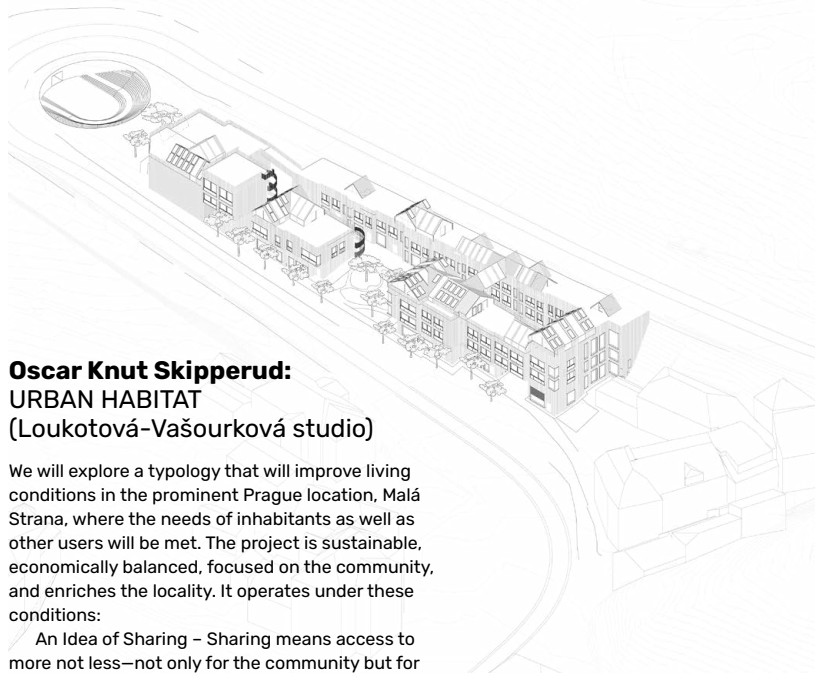 Oscar Knut Skipperud:
URBAN HABITAT
(Loukotová-Vašourková studio)
We will explore a typology that will improve living
conditions in the prominent Prague location, Malá
Strana, where the needs of inhabitants as well as
other users will be met. The project is sustainable,
economically balanced, focused on the community,
and enriches the locality. It operates under these
conditions:
An Idea of Sharing – Sharing means access to
more not less—not only for the community but for